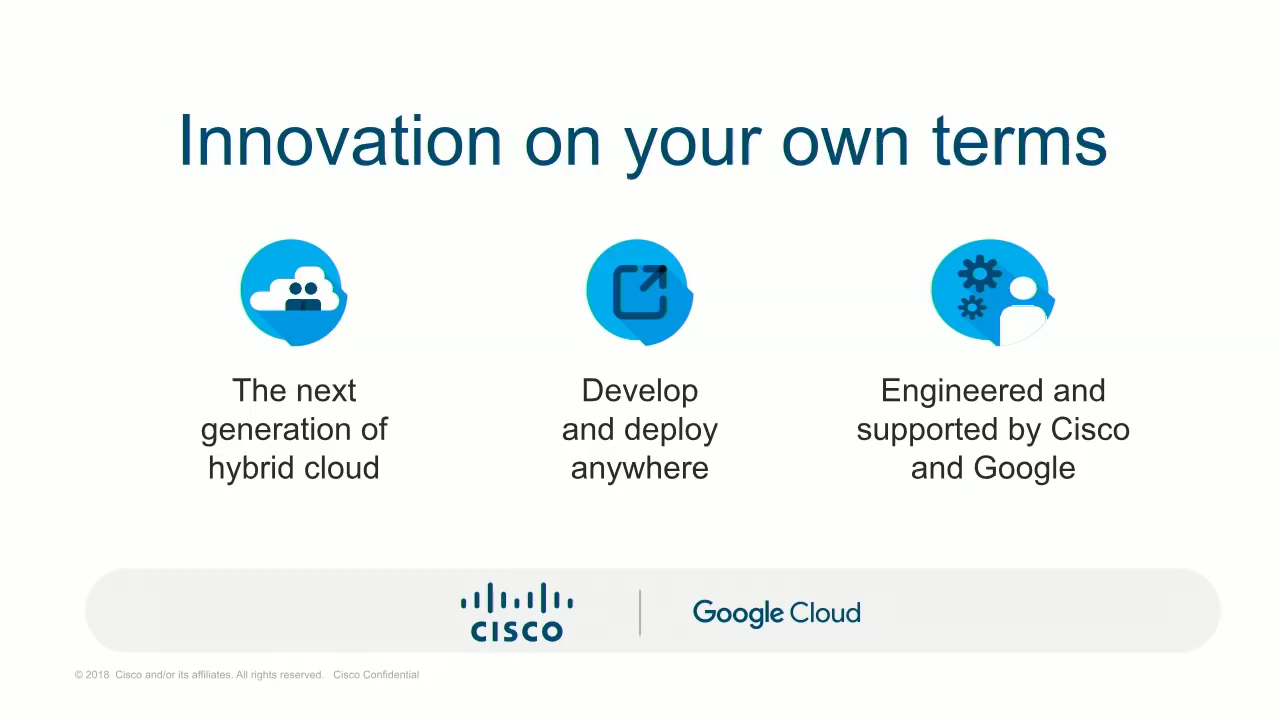 Innovation on your own terms
The next
generation of
hybrid cloud
Develop
and deploy
anywhere
Engineered and
supported by Cisco
and Google
CISCO
Google Cloud
© 2018 Cisco and/or its affiliates. All rights reserved. Cisco Confidential